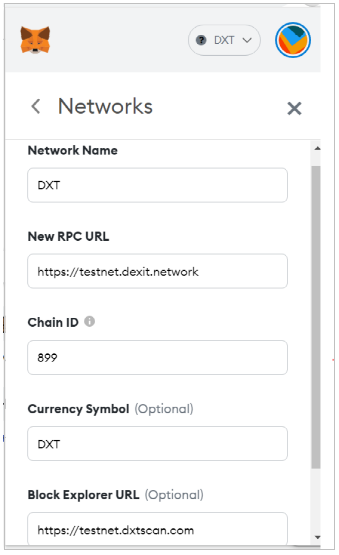 DXT
Networks
Network Name
DXT
New RPC URL
https://testnet.dexit.network
Chain ID
899
Currency Symbol (Optional)
DXT
Block Explorer URL (Optional)
https://testnet.dxtscan.com